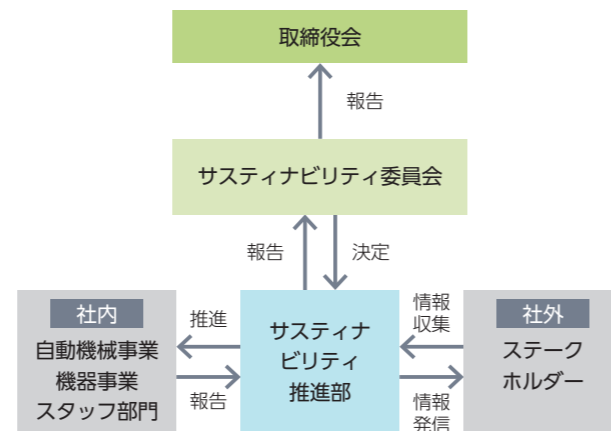 取締役会
報告
サスティナビリティ委員会
報告
決定
社内
自動機械事業
機器事業
スタッフ部門
推進
報告
サスティナ
ビリティ
推進部
情報
収集
情報
発信
社外
ステーク
ホルダー